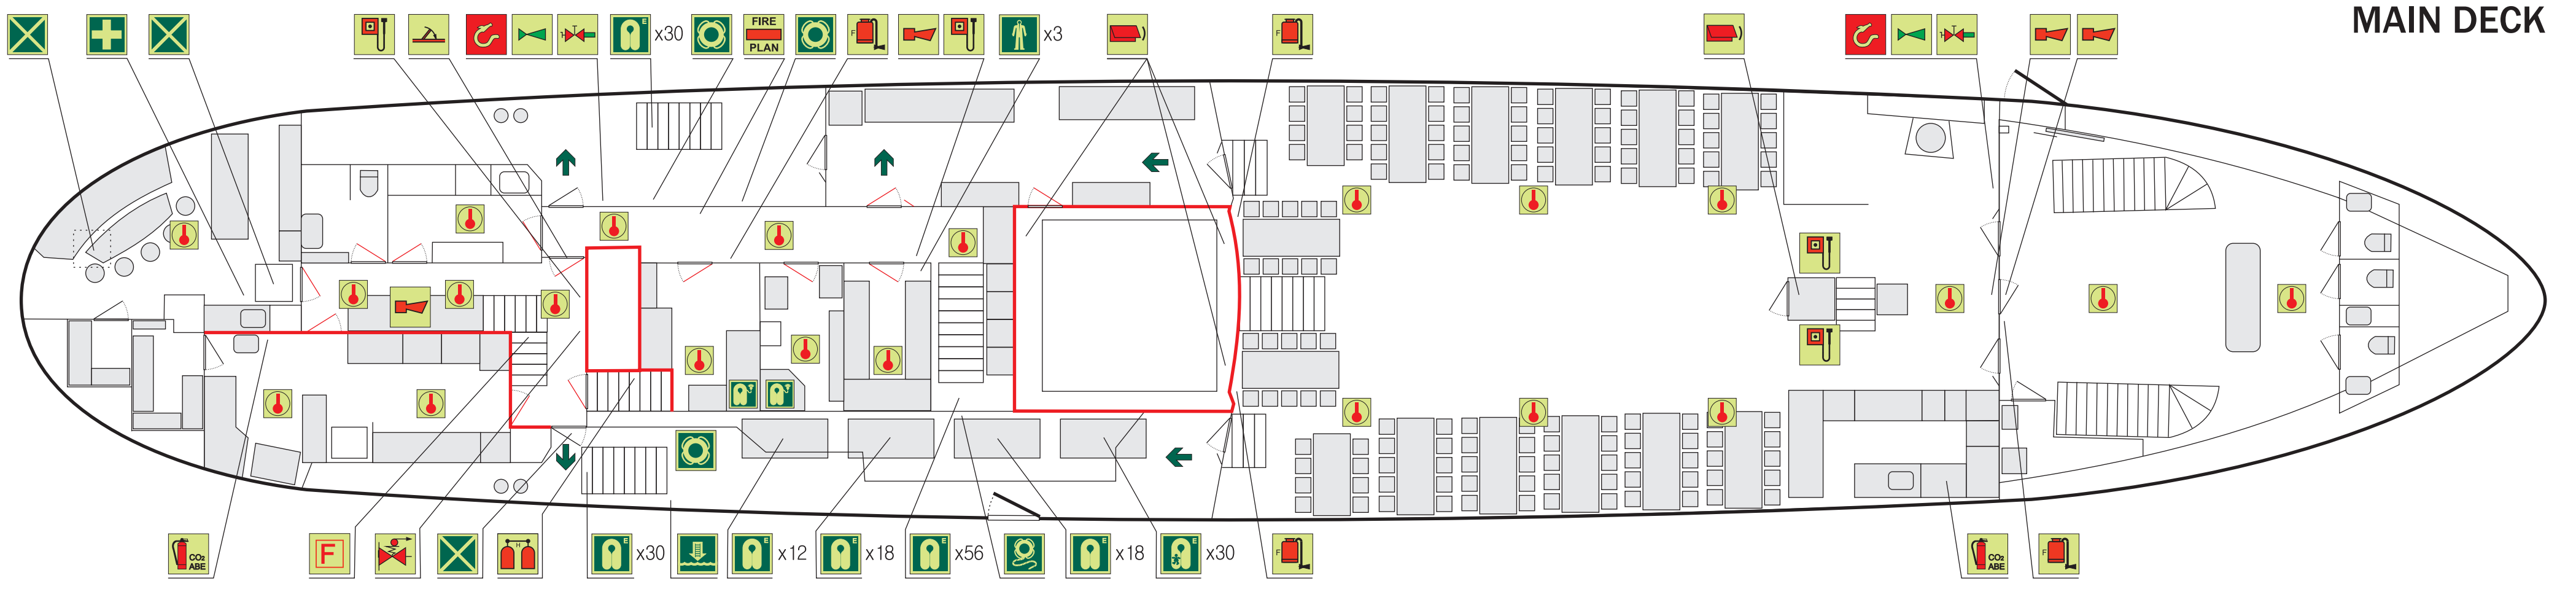 MAIN DECK
E
x30
FIRE
PLAN
F
x3
F
CO₂
ABE
F
H
E
x30
E
x12
E
x18
E
x56
E
x18
E
x30
F
CO₂
ABE
F